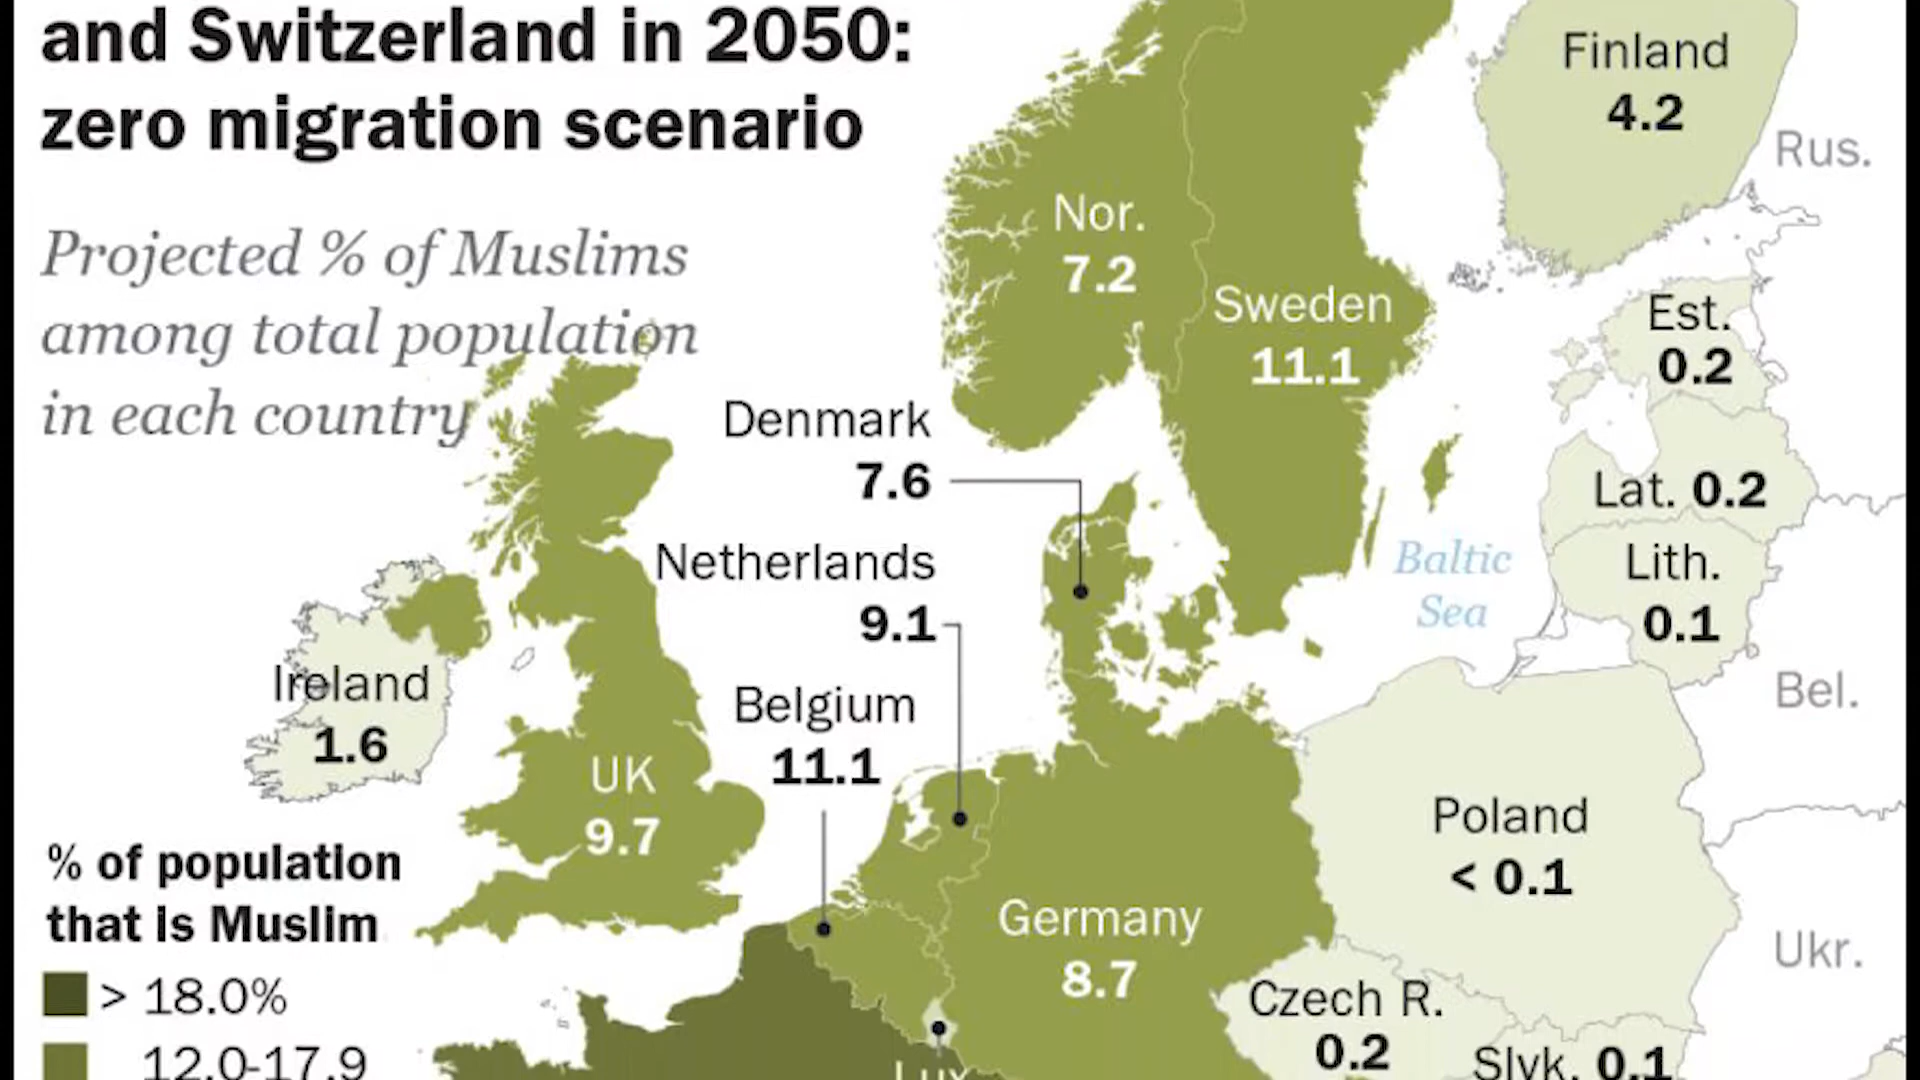 and Switzerland in 2050:
zero migration scenario
Projected % of Muslims
among total population
in each country
Finland
4.2
Rus.
Nor.
7.2
Sweden
11.1
Est.
0.2
Denmark
7.6
Lat. 0.2
Netherlands
9.1
Baltic
Sea
Lith.
0.1
Ireland
1.6
Belgium
11.1
Bel.
UK
9.7
Poland
< 0.1
Germany
8.7
Ukr.
Czech R.
0.2
Slvk. 0.1
Lux
% of population
that is Muslim
> 18.0%
12.0-17.9